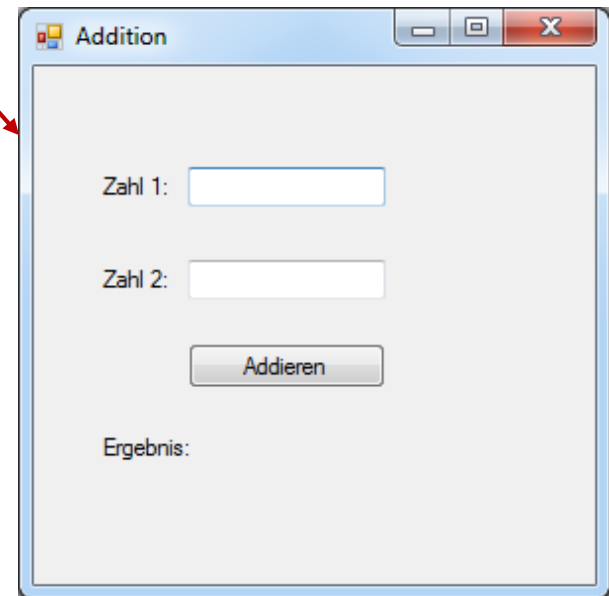 Addition
Zahl 1:
Zahl 2:
Addieren
Ergebnis: